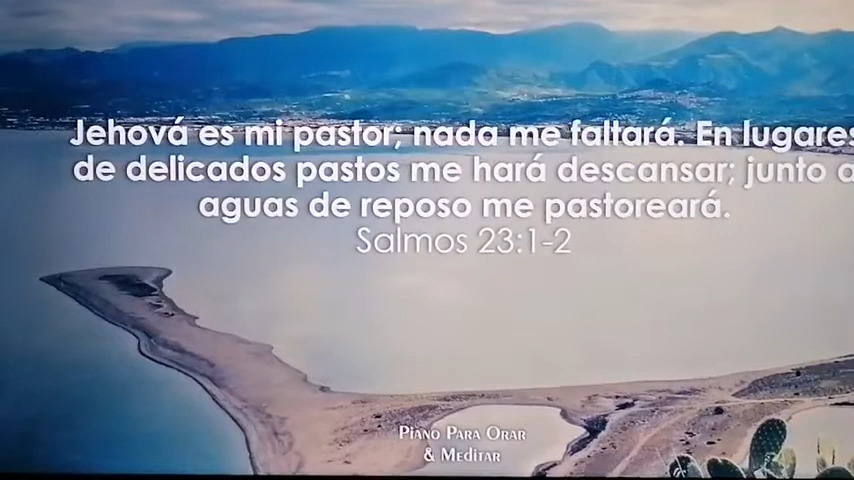 Jehová es mi pastor; nada me faltará. En lugares
de delicados pastos me hará descansar; junto a
aguas de reposo me pastoreará.
Salmos 23:1-2
Piano Para Orar
& Meditar